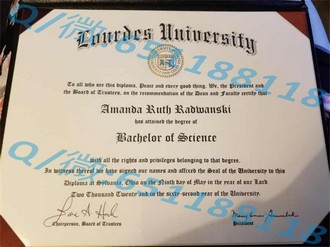 Lourdes University
To all who see this diploma, Peace and every good thing. We, the President and
the Board of Trustees, on the recommendation of the Dean and Faculty certify that
Amanda Ruth Radwanski
has attained the degree of
Bachelor of Science
With all the rights and privileges belonging to that degree.
In witness thereof we have signed our names and affixed the Seal of the University to this
Diploma at Sylvania, Ohio on the Ninth day of May in the year of our Lord
Two Thousand Twenty and in the sixty-second year of the University.
Chairperson, Board of Trustees
President
Q/微:6551188118